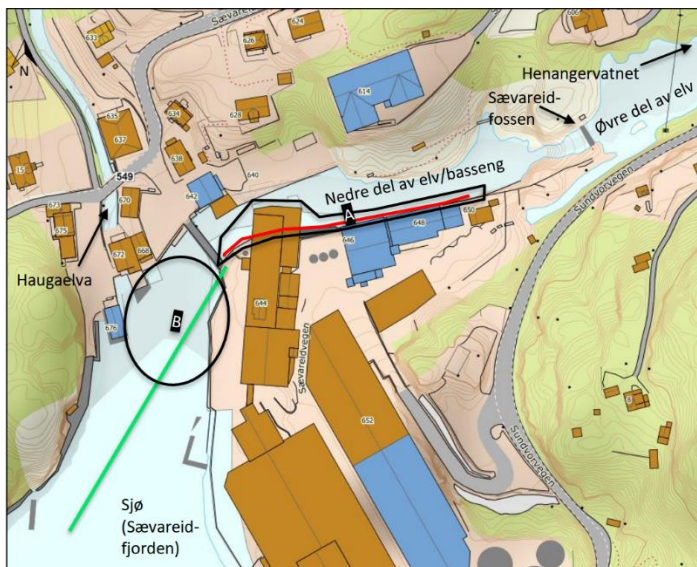 633
Sævareidv
626
624
606
614
Henangervatnet
Sævareid-
fossen
Øvre del av elv
N
635
637
634
628
638
15
549
640
Nedre del av elv/basseng
642
A
673
670
675
672
668
646
648
650
Sundvorvegen
Haugaelva
B
676
644
Sævareidvegen
652
Sundvorvegen
Sjø
(Sævareid-
fjorden)